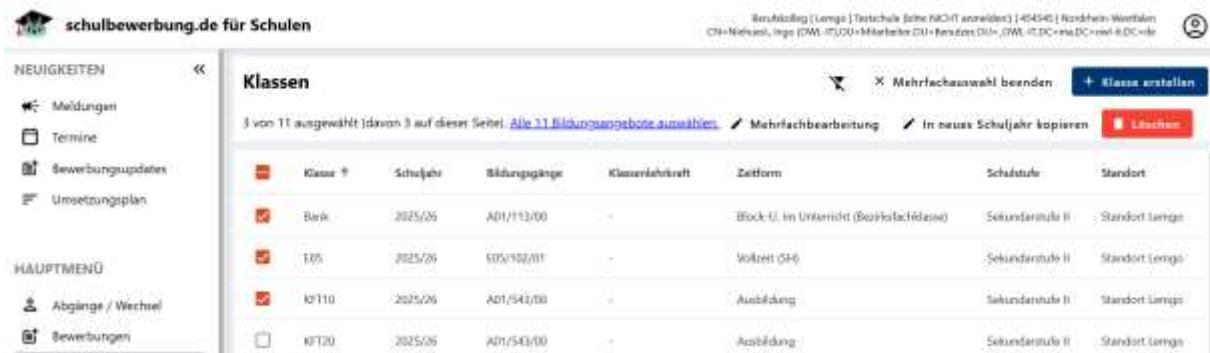 schulbewerbung.de für Schulen
Berufskolleg | Lemgo | Testschule (bitte NICHT anmelden) | 454545 | Nordrhein-Westfalen
NEUIGKEITEN
Meldungen
Termine
Bewerbungsupdates
Umsetzungsplan
HAUPTMENÜ
Abgänge / Wechsel
Bewerbungen
Klassen
× Mehrfachauswahl beenden
+ Klasse erstellen
3 von 11 ausgewählt (davon 3 auf dieser Seite). Alle 11 Bildungsangebote auswählen.
Mehrfachbearbeitung
In neues Schuljahr kopieren
Löschen
Klasse ↑ Schuljahr Bildungsgänge Klassenlehrkraft Zeitform Schulstufe Standort
Bank 2025/26 A01/113/00 - Block-U. im Unterricht (Bezirksfachklasse) Sekundarstufe II Standort Lemgo
E05 2025/26 E05/102/01 - Vollzeit (SH) Sekundarstufe II Standort Lemgo
KFT10 2025/26 A01/543/00 - Ausbildung Sekundarstufe II Standort Lemgo
KFT20 2025/26 A01/543/00 - Ausbildung Sekundarstufe II Standort Lemgo